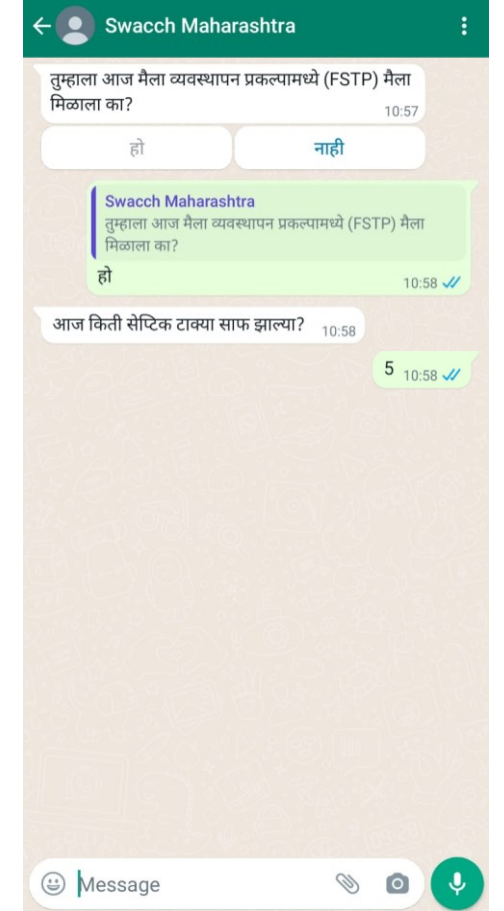 Swacch Maharashtra
तुम्हाला आज मैला व्यवस्थापन प्रकल्पामध्ये (FSTP) मैला
मिळाला का?
10:57
हो
नाही
Swacch Maharashtra
तुम्हाला आज मैला व्यवस्थापन प्रकल्पामध्ये (FSTP) मैला
मिळाला का?
हो
10:58
आज किती सेप्टिक टाक्या साफ झाल्या? 10:58
5 10:58
Message